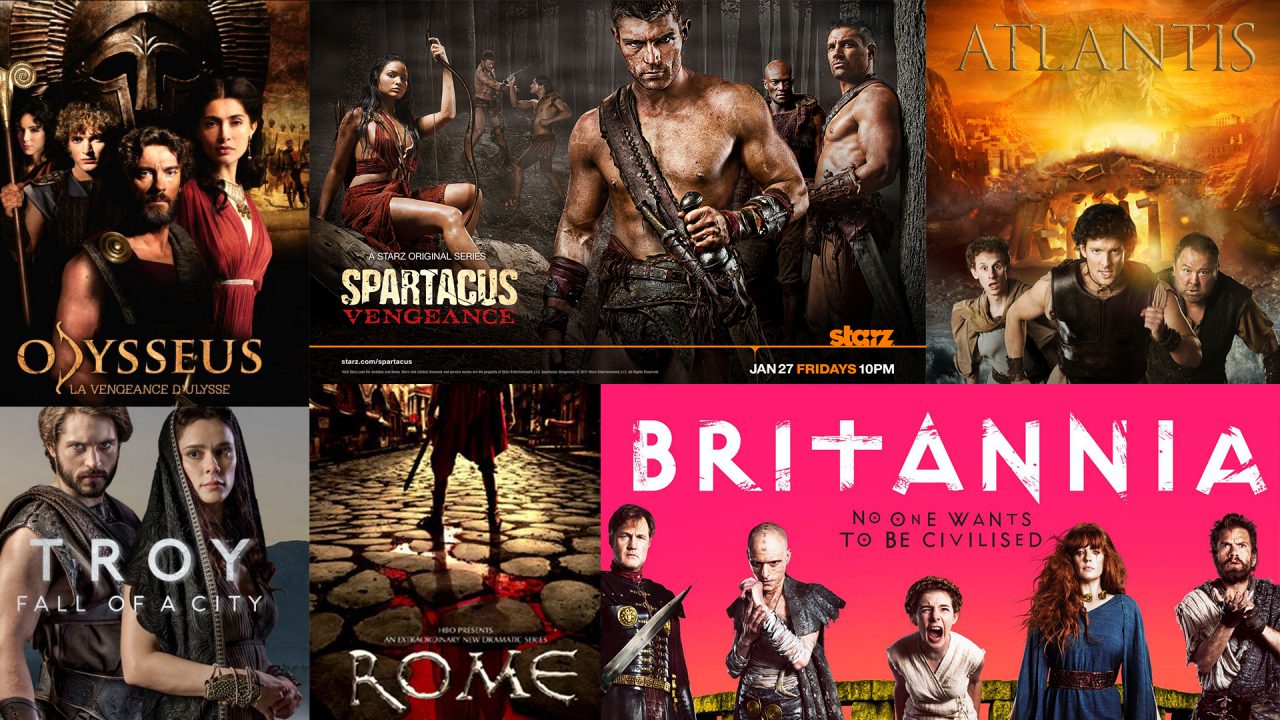 ODYSSEUS
LA VENGEANCE D'ULYSSE
A STARZ ORIGINAL SERIES
SPARTACUS
VENGEANCE
starz
starz.com/spartacus
JAN 27 FRIDAYS 10PM
ATLANTIS
TROY
FALL OF A CITY
HBO PRESENTS
AN EXTRAORDINARY NEW DRAMATIC SERIES
ROME
BRITANNIA
NO ONE WANTS
TO BE CIVILISED